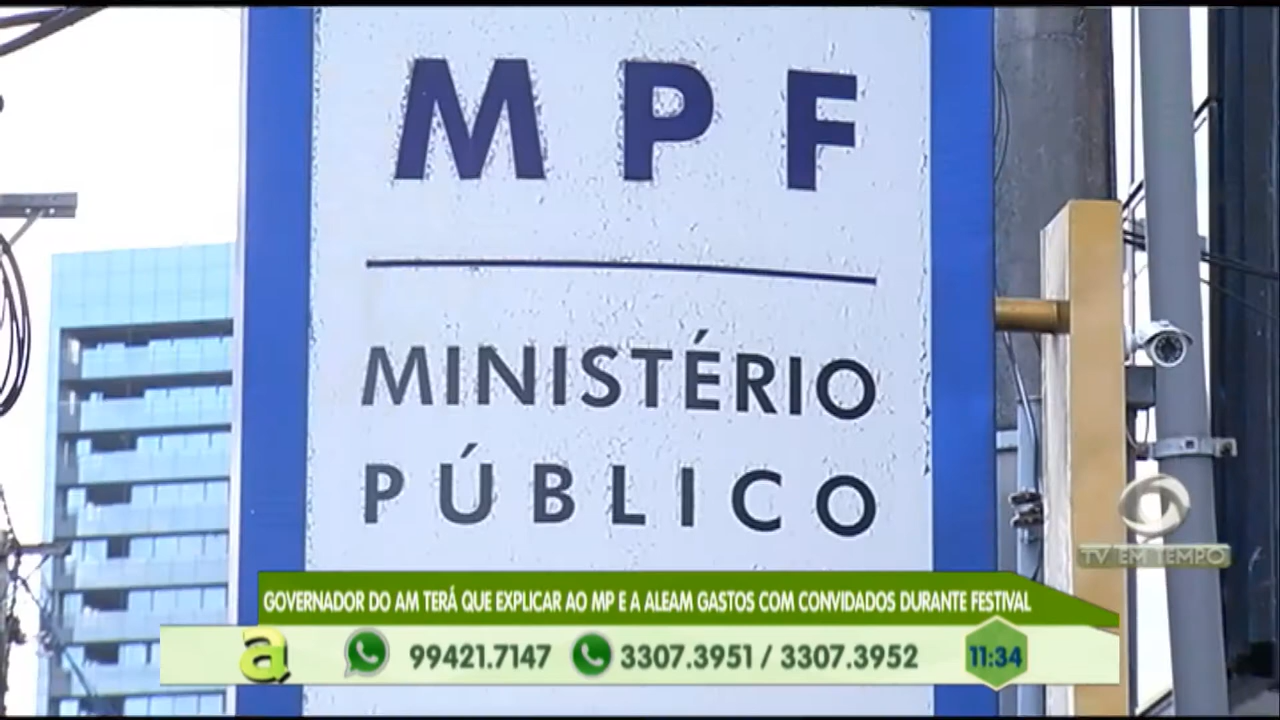 MPF
MINISTÉRIO
PÚBLICO
TV EM TEMPO
GOVERNADOR DO AM TERÁ QUE EXPLICAR AO MP E A ALEAM GASTOS COM CONVIDADOS DURANTE FESTIVAL
a 99421.7147 3307.3951 / 3307.3952 11:34